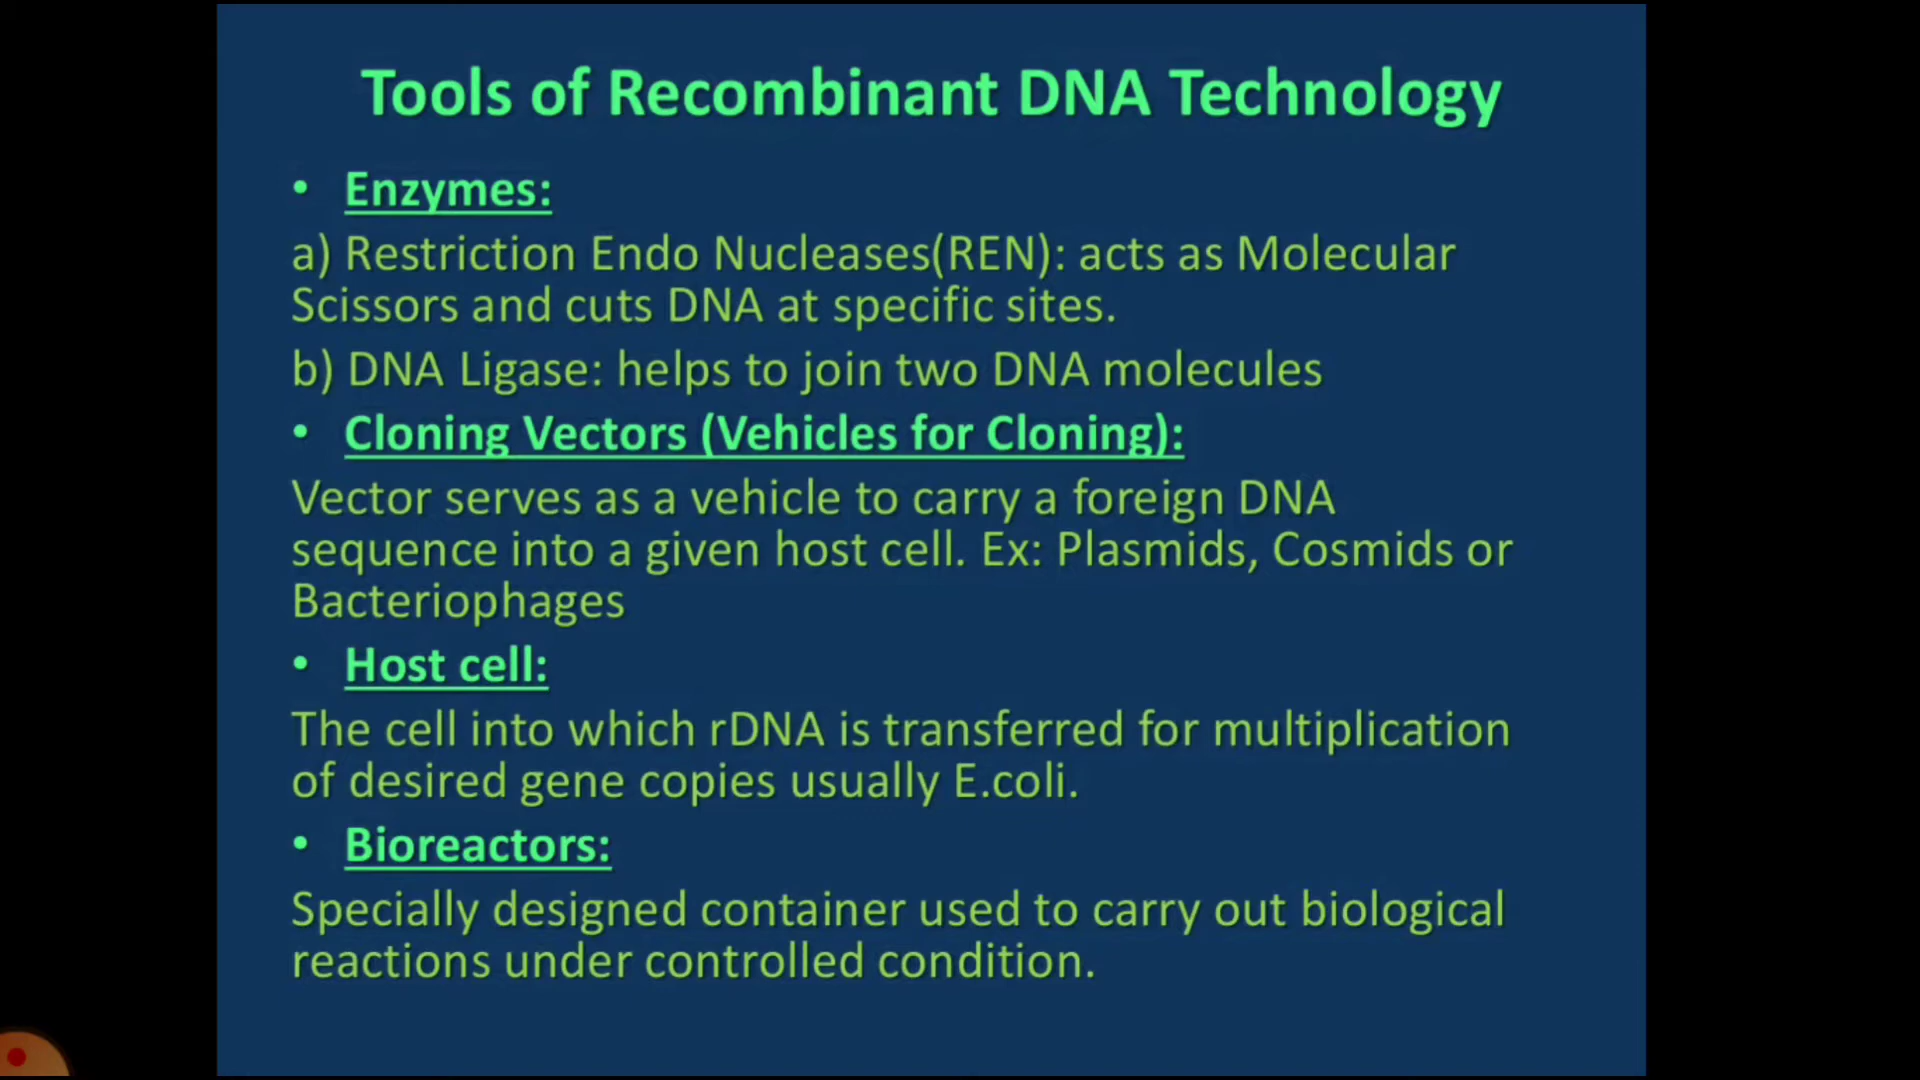 Tools of Recombinant DNA Technology
• Enzymes:
a) Restriction Endo Nucleases(REN): acts as Molecular
Scissors and cuts DNA at specific sites.
b) DNA Ligase: helps to join two DNA molecules
• Cloning Vectors (Vehicles for Cloning):
Vector serves as a vehicle to carry a foreign DNA
sequence into a given host cell. Ex: Plasmids, Cosmids or
Bacteriophages
• Host cell:
The cell into which rDNA is transferred for multiplication
of desired gene copies usually E.coli.
• Bioreactors:
Specially designed container used to carry out biological
reactions under controlled condition.